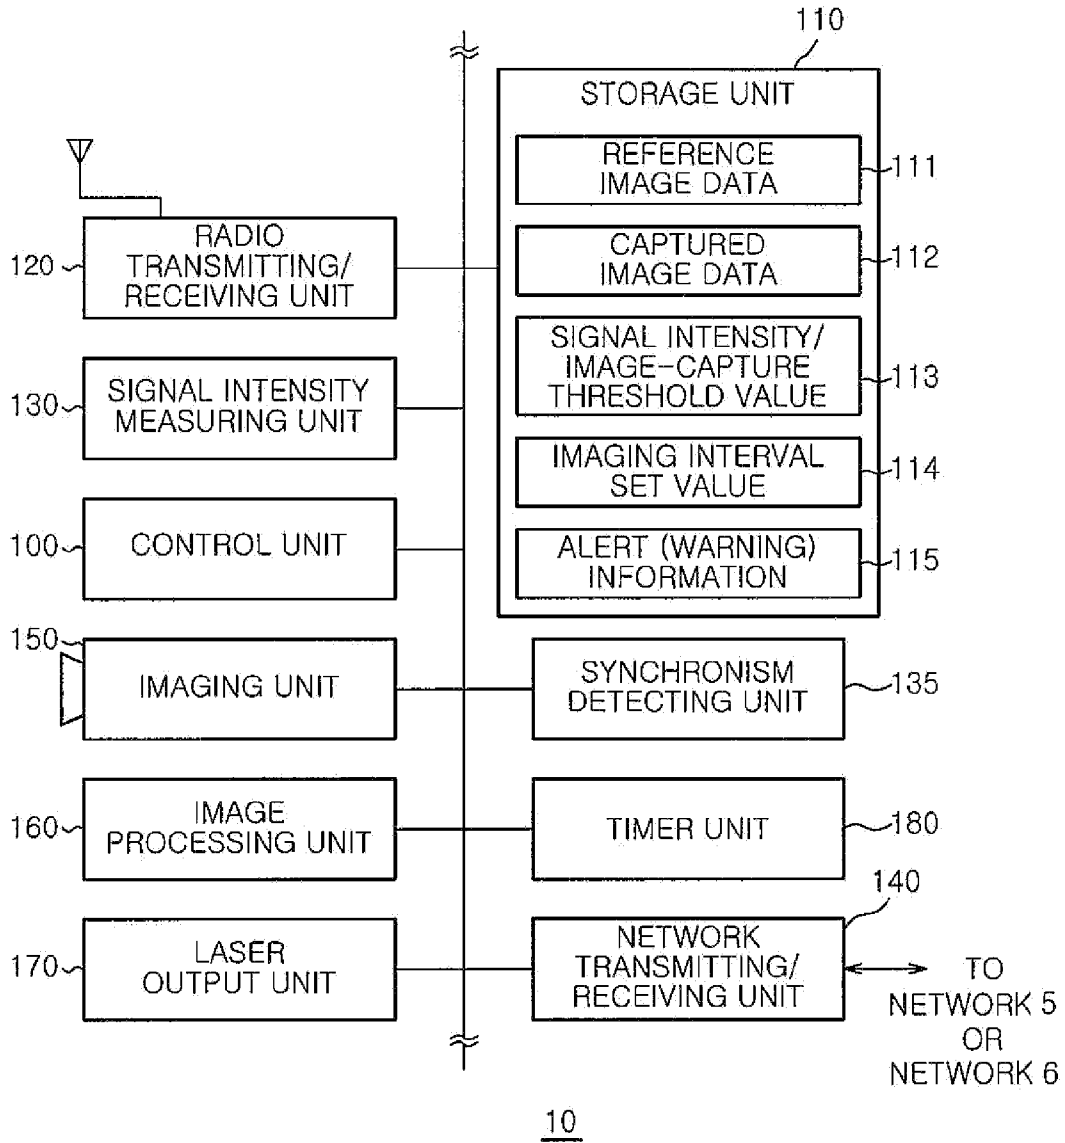 110
STORAGE UNIT
REFERENCE
IMAGE DATA
111
CAPTURED
IMAGE DATA
112
SIGNAL INTENSITY/
IMAGE-CAPTURE
THRESHOLD VALUE
113
IMAGING INTERVAL
SET VALUE
114
ALERT (WARNING)
INFORMATION
115
120
RADIO
TRANSMITTING/
RECEIVING UNIT
130
SIGNAL INTENSITY
MEASURING UNIT
100
CONTROL UNIT
150
IMAGING UNIT
SYNCHRONISM
DETECTING UNIT
135
160
IMAGE
PROCESSING UNIT
TIMER UNIT
180
170
LASER
OUTPUT UNIT
140
NETWORK
TRANSMITTING/
RECEIVING UNIT
TO
NETWORK 5
OR
NETWORK 6
10